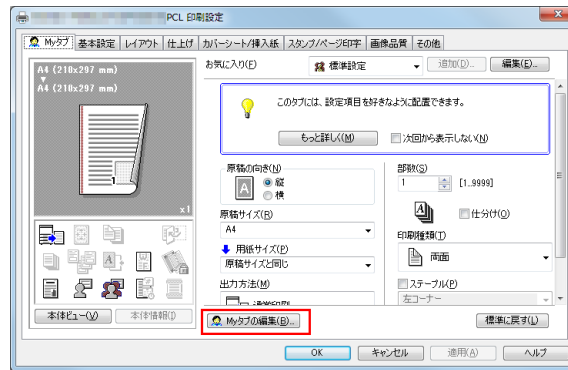 PCL 印刷設定
Myタブ 基本設定 レイアウト 仕上げ カバーシート/挿入紙 スタンプ/ページ印字 画像品質 その他
A4 (210x297 mm)
A4 (210x297 mm)
1
x1
本体ビュー(V) 本体情報(I)
お気に入り(F) 標準設定 追加(D)... 編集(E)...
このタブには、設定項目を好きなように配置できます。
もっと詳しく(M) 次回から表示しない(N)
原稿の向き(N)
A 縦
横
原稿サイズ(R)
A4
用紙サイズ(P)
原稿サイズと同じ
出力方法(M)
通常印刷
部数(S)
1 [1..9999]
仕分け(O)
印刷種類(T)
両面
ステープル(P)
左コーナー
Myタブの編集(B)... 標準に戻す(L)
OK キャンセル 適用(A) ヘルプ